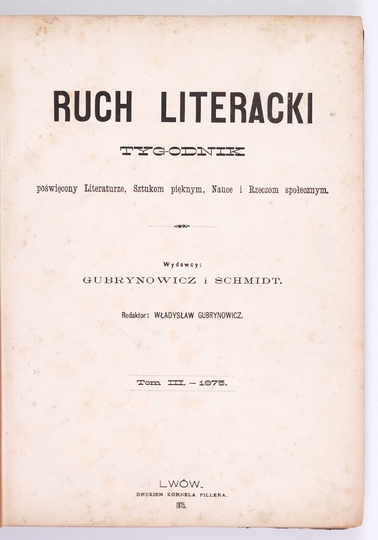 RUCH LITERACKI
TYGODNIK
poświęcony Literaturze, Sztukom pięknym, Nauce i Rzeczom społecznym.
Wydawcy:
GUBRYNOWICZ i SCHMIDT.
Redaktor: WŁADYSŁAW GUBRYNOWICZ.
Tom III. — 1875.
LWÓW.
DRUKIEM KORNELA PILLERA.
1875.